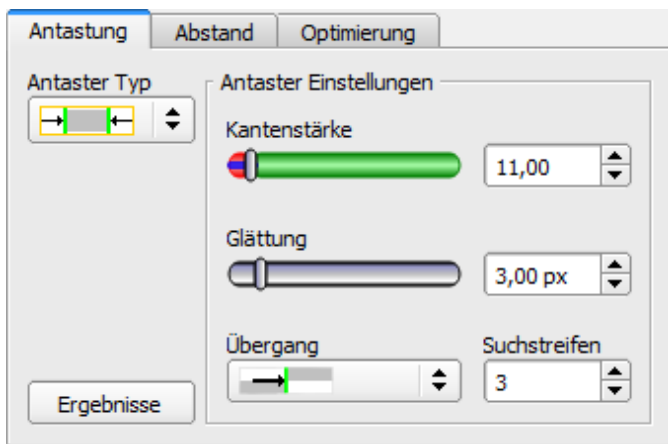 Antastung
Abstand
Optimierung
Antaster Typ
Antaster Einstellungen
Kantenstärke
11,00
Glättung
3,00 px
Übergang
Suchstreifen
3
Ergebnisse